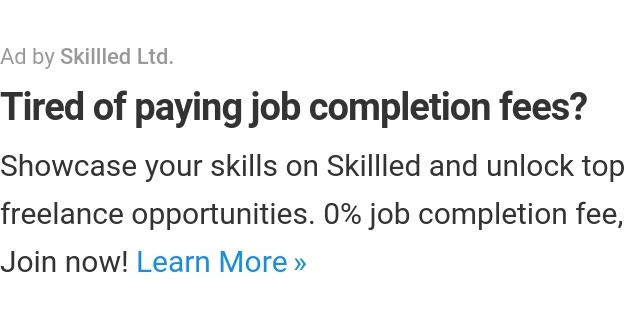 Ad by Skillled Ltd.
Tired of paying job completion fees?
Showcase your skills on Skillled and unlock top
freelance opportunities. 0% job completion fee,
Join now! Learn More »